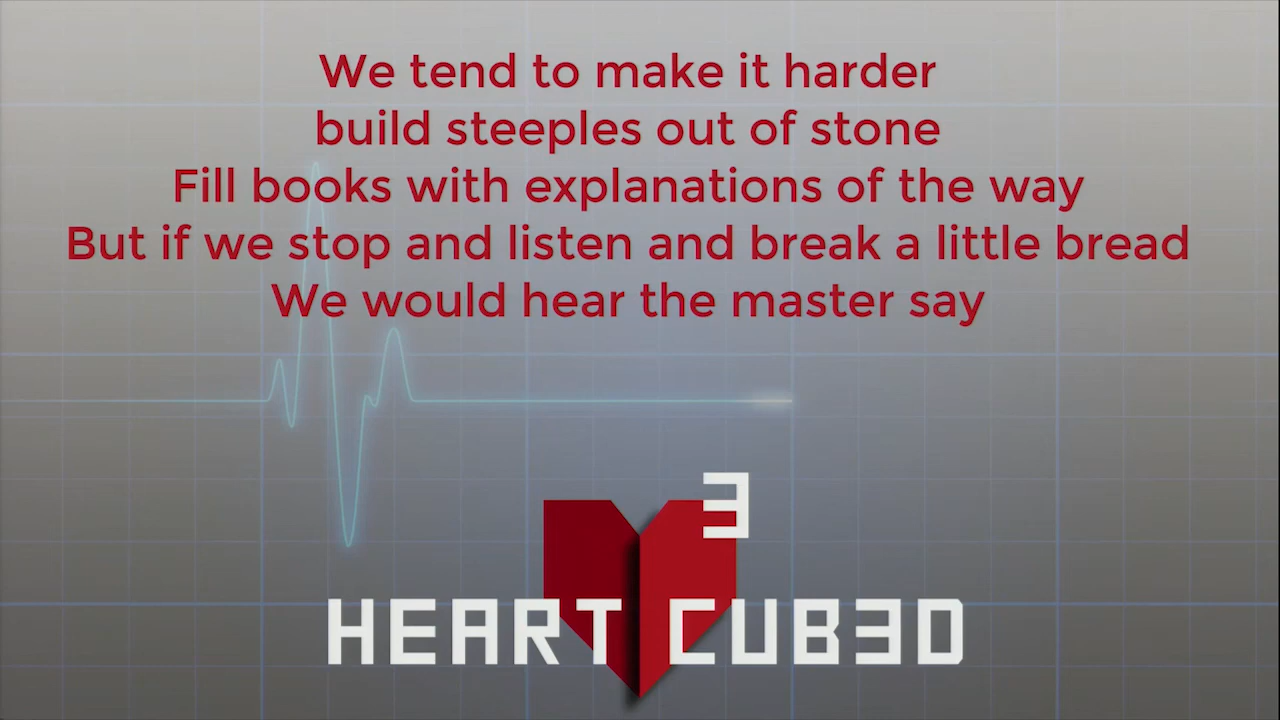 We tend to make it harder
build steeples out of stone
Fill books with explanations of the way
But if we stop and listen and break a little bread
We would hear the master say
3
HEART CUB3D